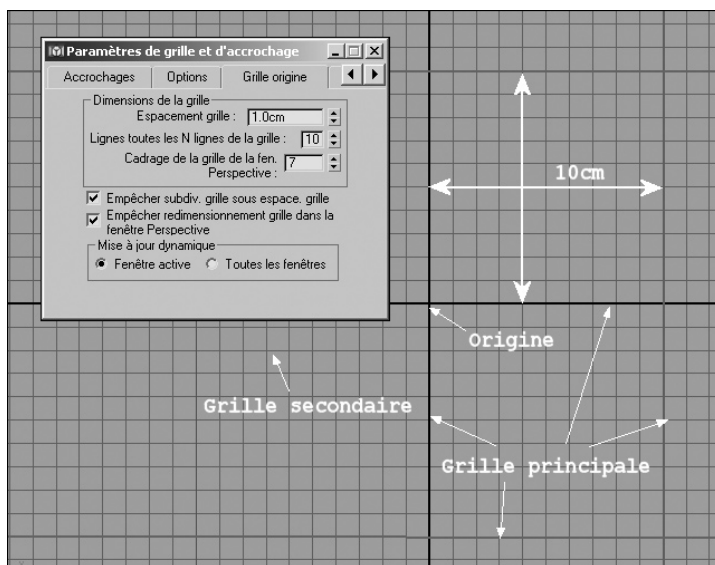 Paramètres de grille et d'accrochage
Accrochages Options Grille origine
Dimensions de la grille
Espacement grille : 1.0cm
Lignes toutes les N lignes de la grille : 10
Cadrage de la grille de la fen. Perspective : 7
Empêcher subdiv. grille sous espace. grille
Empêcher redimensionnement grille dans la
fenêtre Perspective
Mise à jour dynamique
Fenêtre active Toutes les fenêtres
10cm
Origine
Grille secondaire
Grille principale